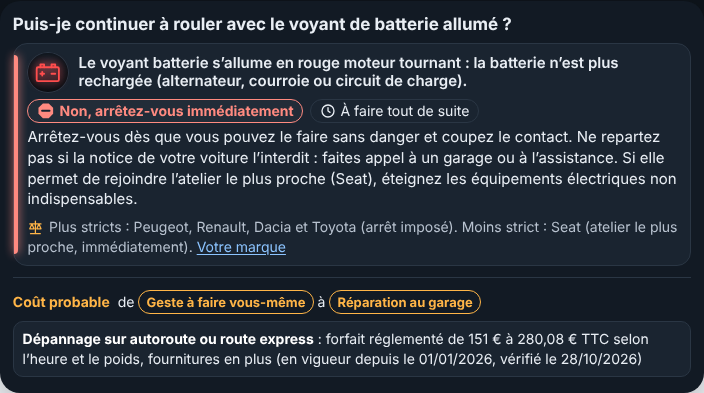 Puis-je continuer à rouler avec le voyant de batterie allumé ?
Le voyant batterie s’allume en rouge moteur tournant : la batterie n’est plus
rechargée (alternateur, courroie ou circuit de charge).
Non, arrêtez-vous immédiatement À faire tout de suite
Arrêtez-vous dès que vous pouvez le faire sans danger et coupez le contact. Ne repartez
pas si la notice de votre voiture l’interdit : faites appel à un garage ou à l’assistance. Si elle
permet de rejoindre l’atelier le plus proche (Seat), éteignez les équipements électriques non
indispensables.
Plus stricts : Peugeot, Renault, Dacia et Toyota (arrêt imposé). Moins strict : Seat (atelier le plus
proche, immédiatement). Votre marque
Coût probable de Geste à faire vous-même à Réparation au garage
Dépannage sur autoroute ou route express : forfait réglementé de 151 € à 280,08 € TTC selon
l’heure et le poids, fournitures en plus (en vigueur depuis le 01/01/2026, vérifié le 28/10/2026)